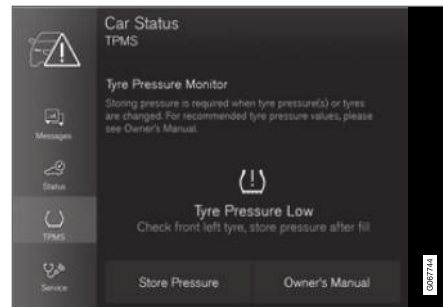 Car Status
TPMS
Tyre Pressure Monitor
Storing pressure is required when tyre pressure(s) or tyres
are changed. For recommended tyre pressure values, please
see Owner's Manual.
Messages
Status
TPMS
Service
Tyre Pressure Low
Check front left tyre, store pressure after fill
Store Pressure
Owner's Manual
G067744